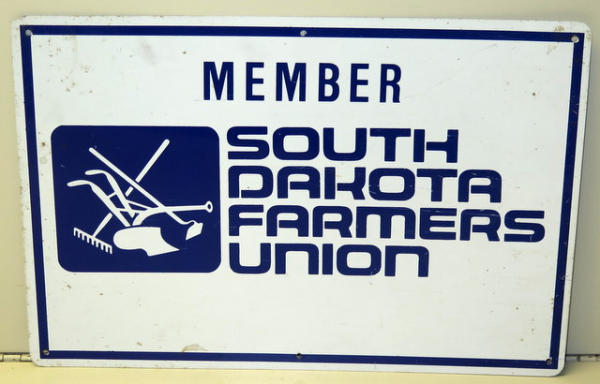 MEMBER
SOUTH
DAKOTA
FARMERS
UNION